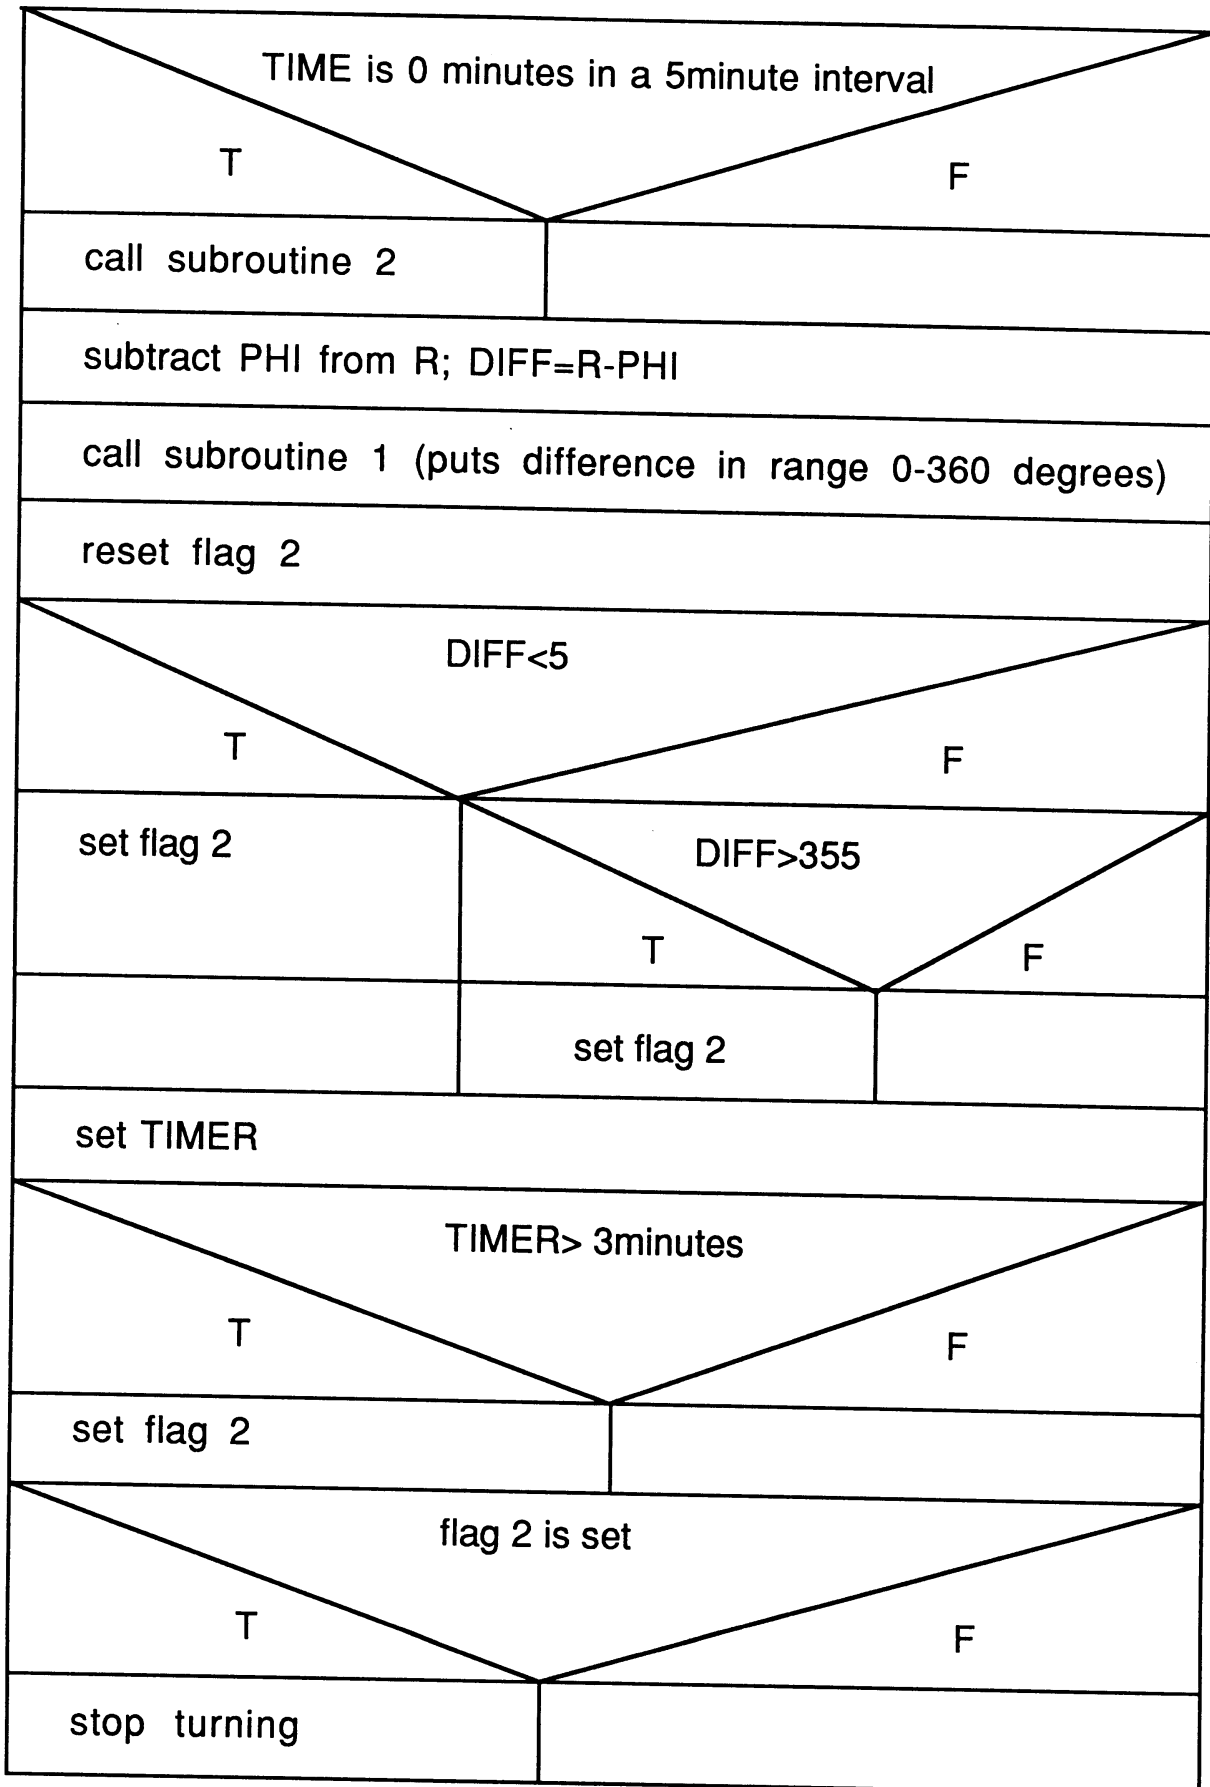 TIME is 0 minutes in a 5minute interval
T
F
call subroutine 2
subtract PHI from R; DIFF=R-PHI
call subroutine 1 (puts difference in range 0-360 degrees)
reset flag 2
DIFF<5
T
F
set flag 2
DIFF>355
T
F
set flag 2
set TIMER
TIMER> 3minutes
T
F
set flag 2
flag 2 is set
T
F
stop turning